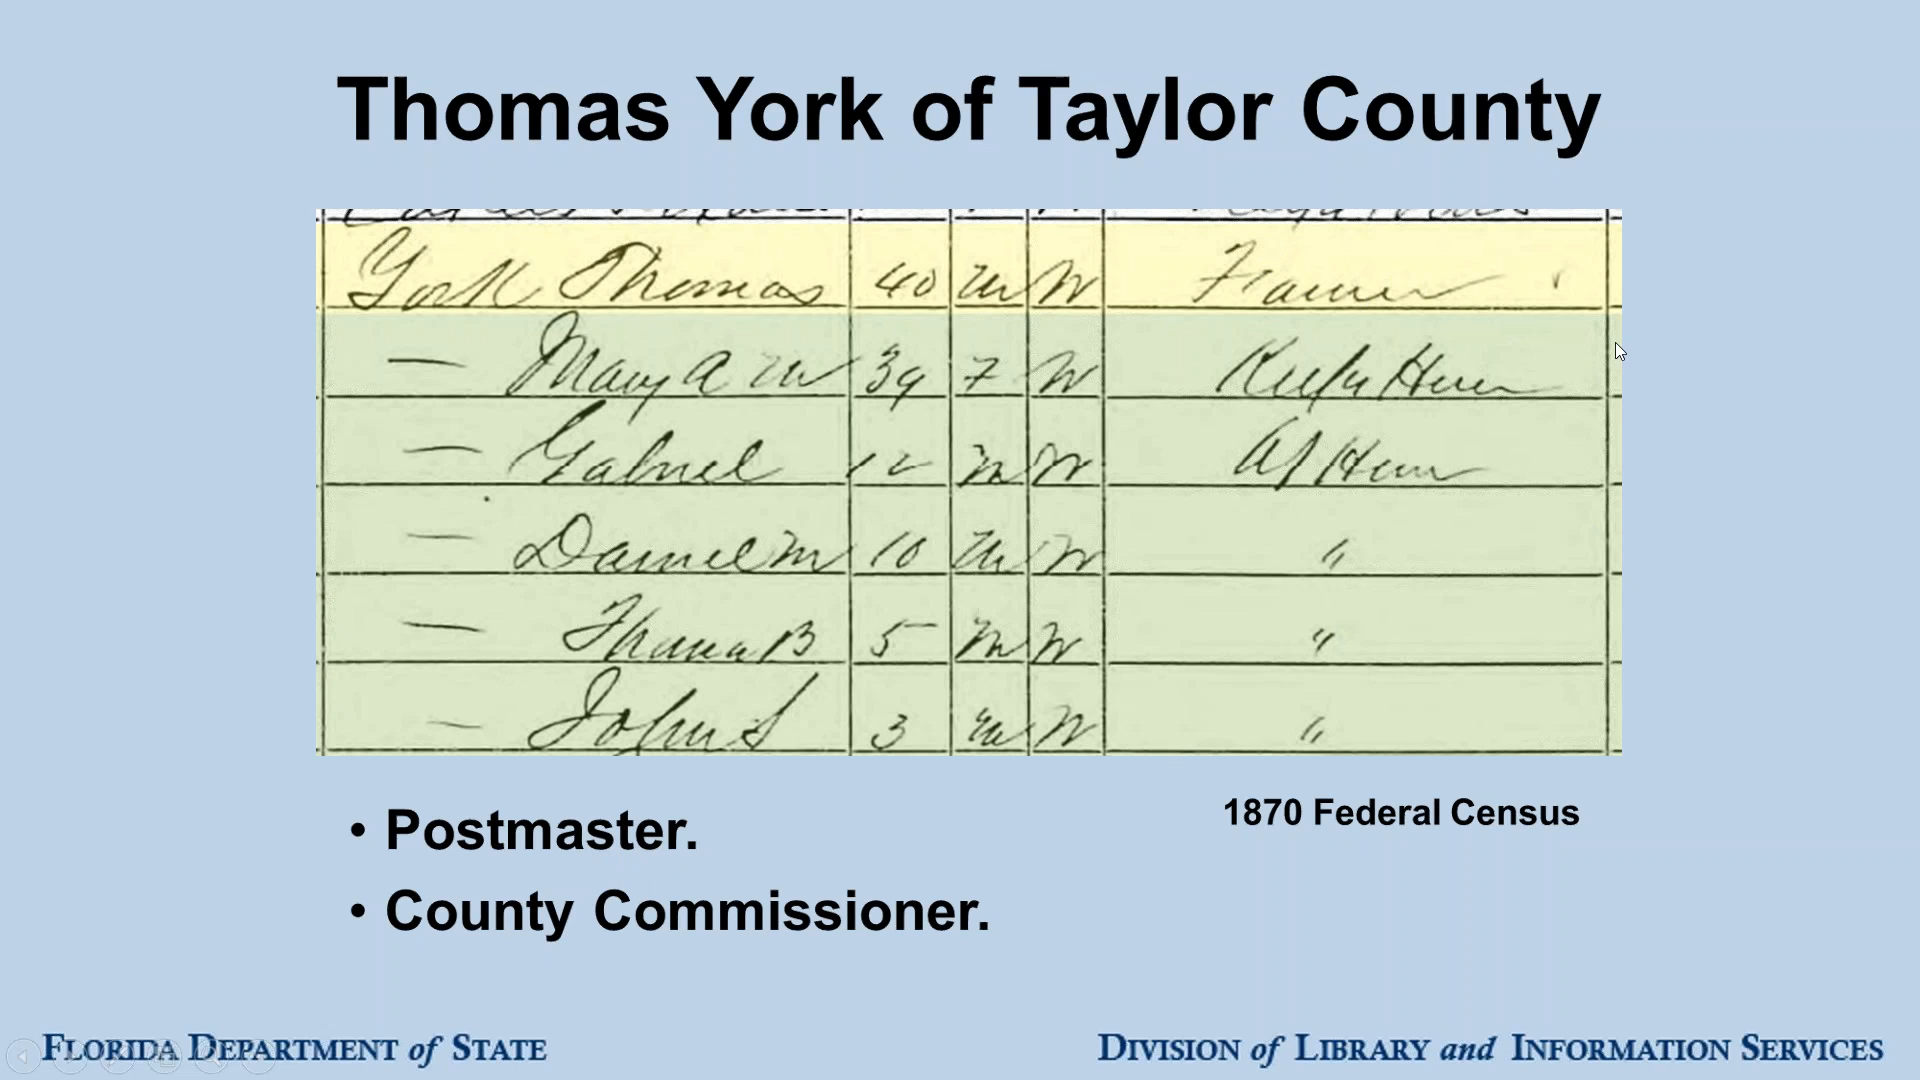 Thomas York of Taylor County
York Thomas 40 M W Farmer
— Mary A M 39 F W Keeps House
— Gabriel 12 M W At Home
— Daniel M 10 M W "
— Thomas B 5 M W "
— John S 3 M W "
• Postmaster.
1870 Federal Census
• County Commissioner.
FLORIDA DEPARTMENT of STATE
DIVISION of LIBRARY and INFORMATION SERVICES